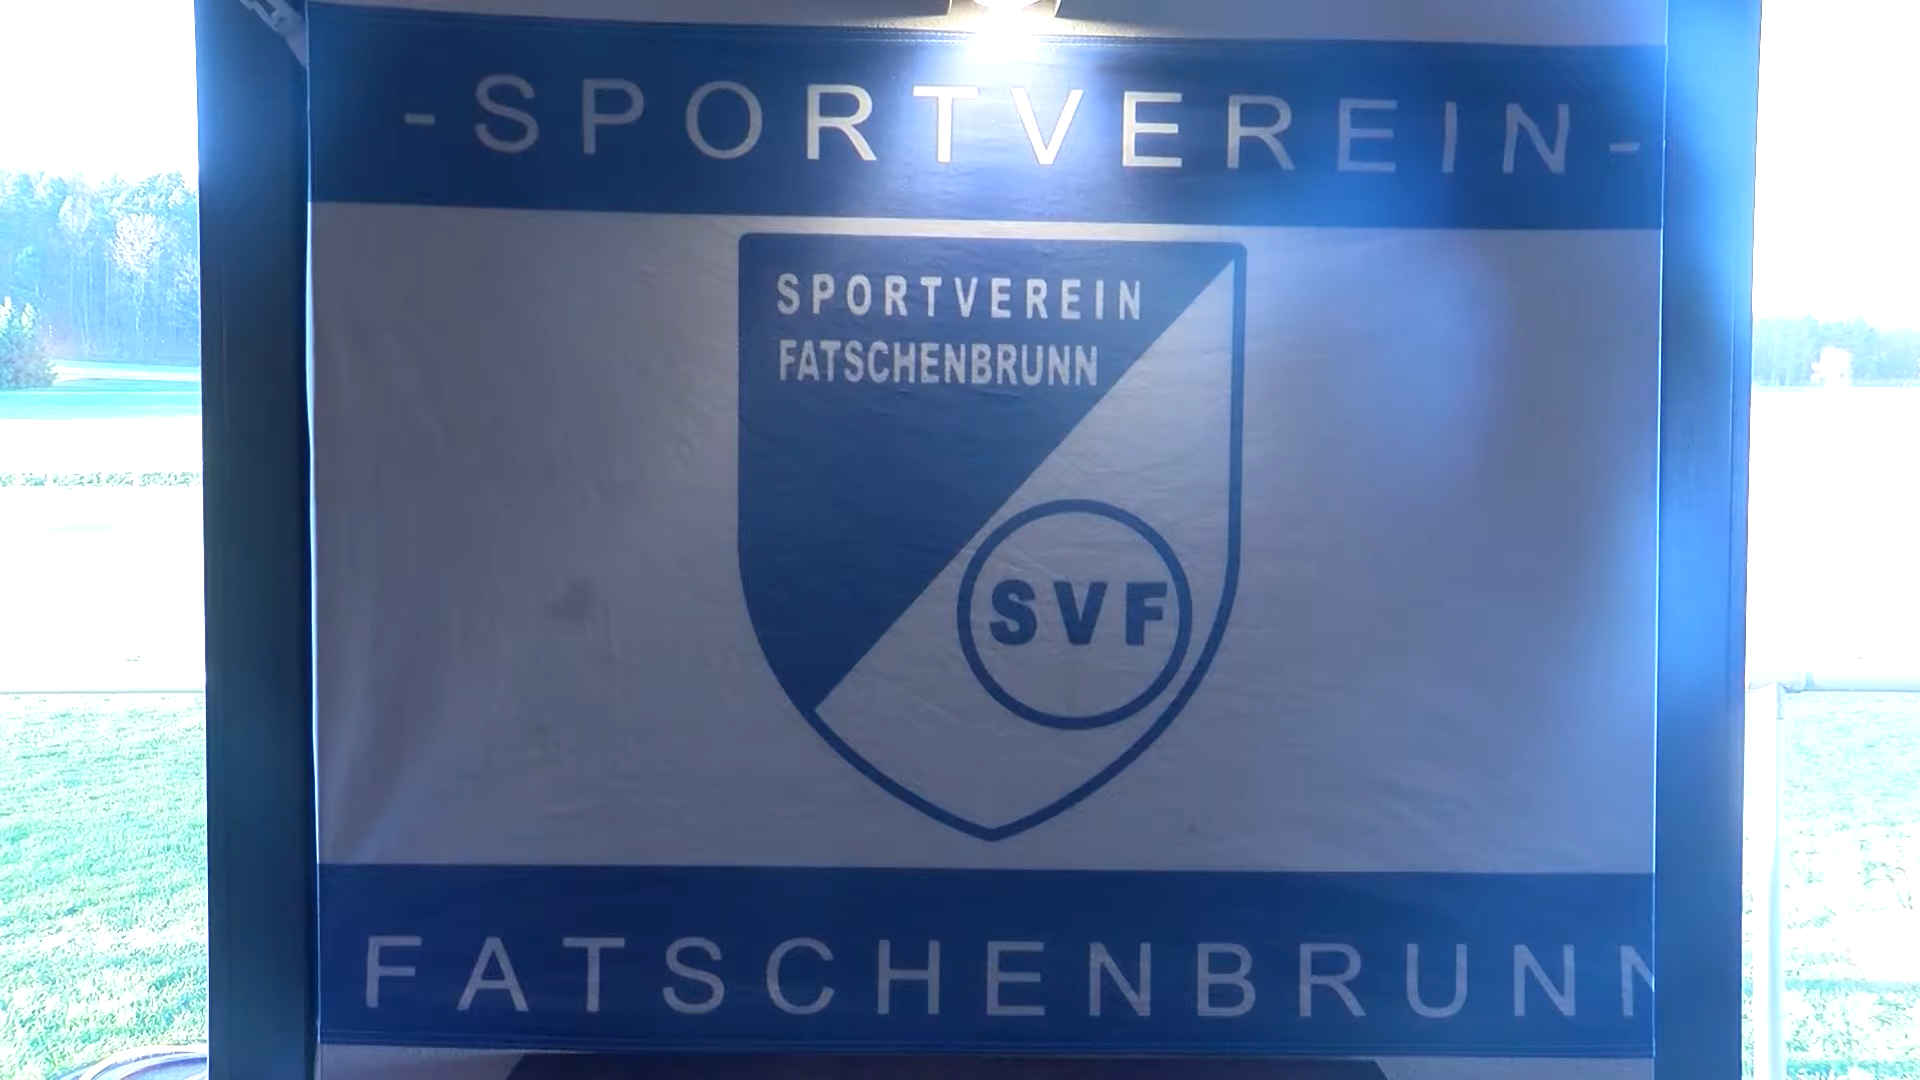 -SPORTVEREIN-
SPORTVEREIN
FATSCHENBRUNN
SVF
FATSCHENBRUNN